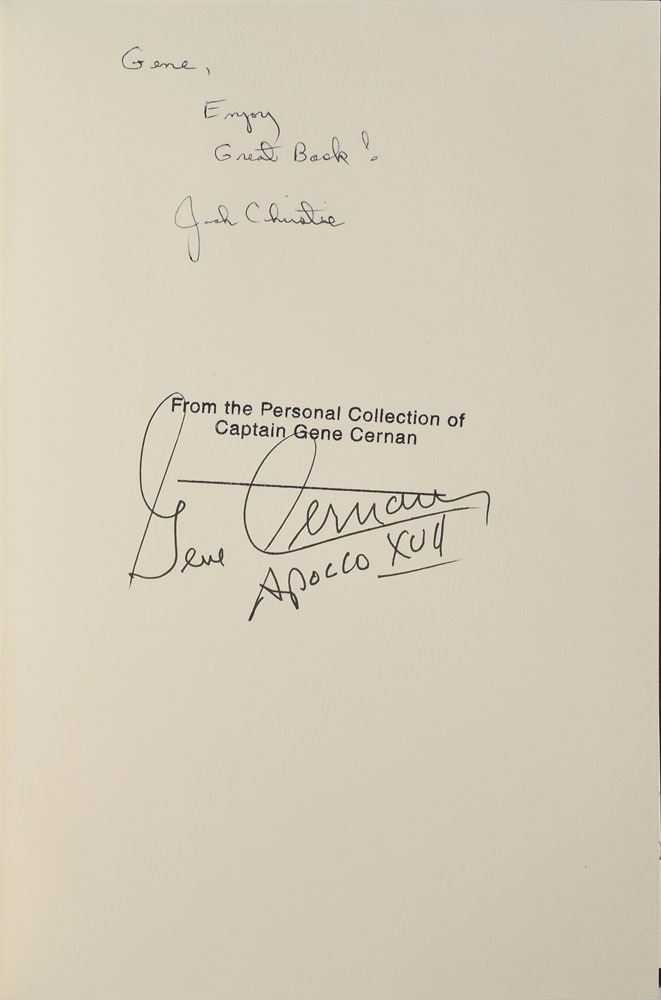 Gene,
Enjoy
Great Book!
Jack Christie
From the Personal Collection of
Captain Gene Cernan
Gene Cernan
Apollo XVII